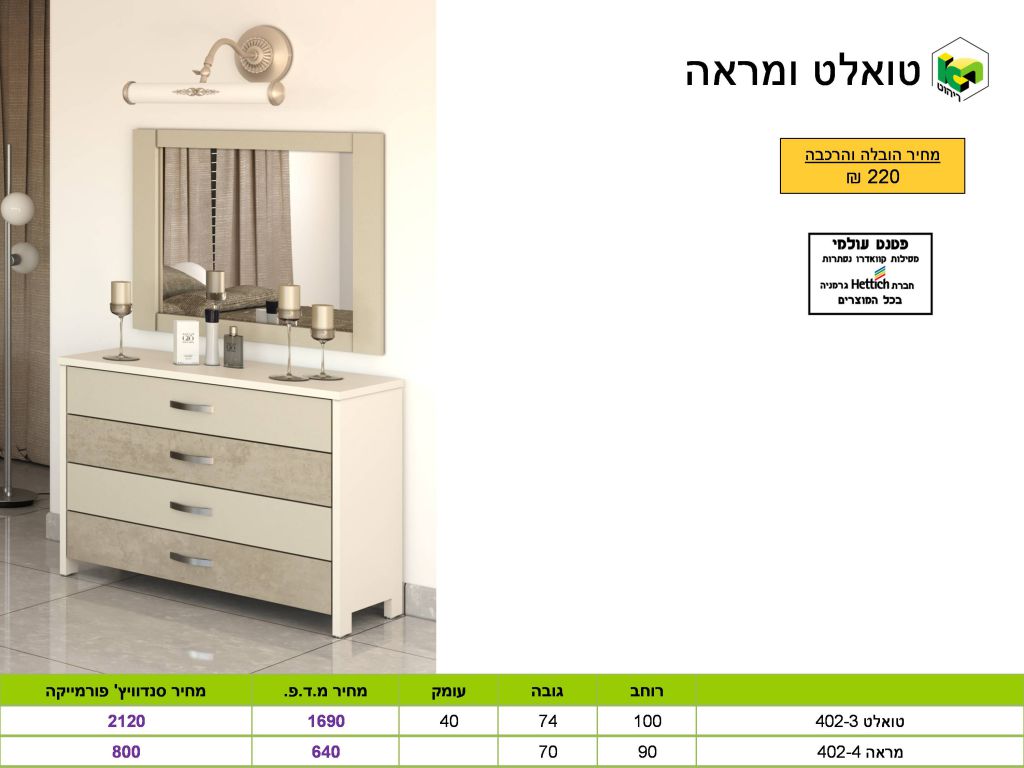 טואלט ומראה
ריהוט
מחיר הובלה והרכבה
220 ₪
פטנט עולמי
מסילות קוואדרו נסתרות
חברת Hettich גרמניה
בכל המוצרים
רוחב גובה עומק מחיר מ.ד.פ. מחיר סנדוויץ' פורמייקה
טואלט 402-3 100 74 40 1690 2120
מראה 402-4 90 70 640 800